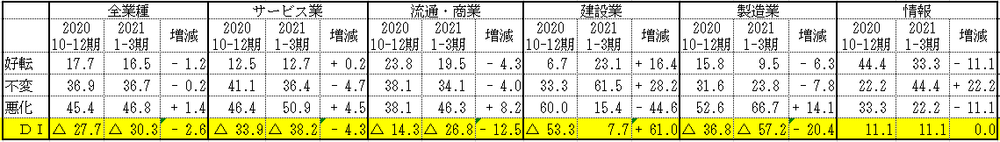 全業種 サービス業 流通・商業 建設業 製造業 情報
2020 2021 2020 2021 2020 2021 2020 2021 2020 2021 2020 2021
10-12期 1-3期 増減 10-12期 1-3期 増減 10-12期 1-3期 増減 10-12期 1-3期 増減 10-12期 1-3期 増減 10-12期 1-3期 増減
好転 17.7 16.5 - 1.2 12.5 12.7 + 0.2 23.8 19.5 - 4.3 6.7 23.1 + 16.4 15.8 9.5 - 6.3 44.4 33.3 - 11.1
不変 36.9 36.7 - 0.2 41.1 36.4 - 4.7 38.1 34.1 - 4.0 33.3 61.5 + 28.2 31.6 23.8 - 7.8 22.2 44.4 + 22.2
悪化 45.4 46.8 + 1.4 46.4 50.9 + 4.5 38.1 46.3 + 8.2 60.0 15.4 - 44.6 52.6 66.7 + 14.1 33.3 22.2 - 11.1
DI △ 27.7 △ 30.3 - 2.6 △ 33.9 △ 38.2 - 4.3 △ 14.3 △ 26.8 - 12.5 △ 53.3 7.7 + 61.0 △ 36.8 △ 57.2 - 20.4 11.1 11.1 0.0